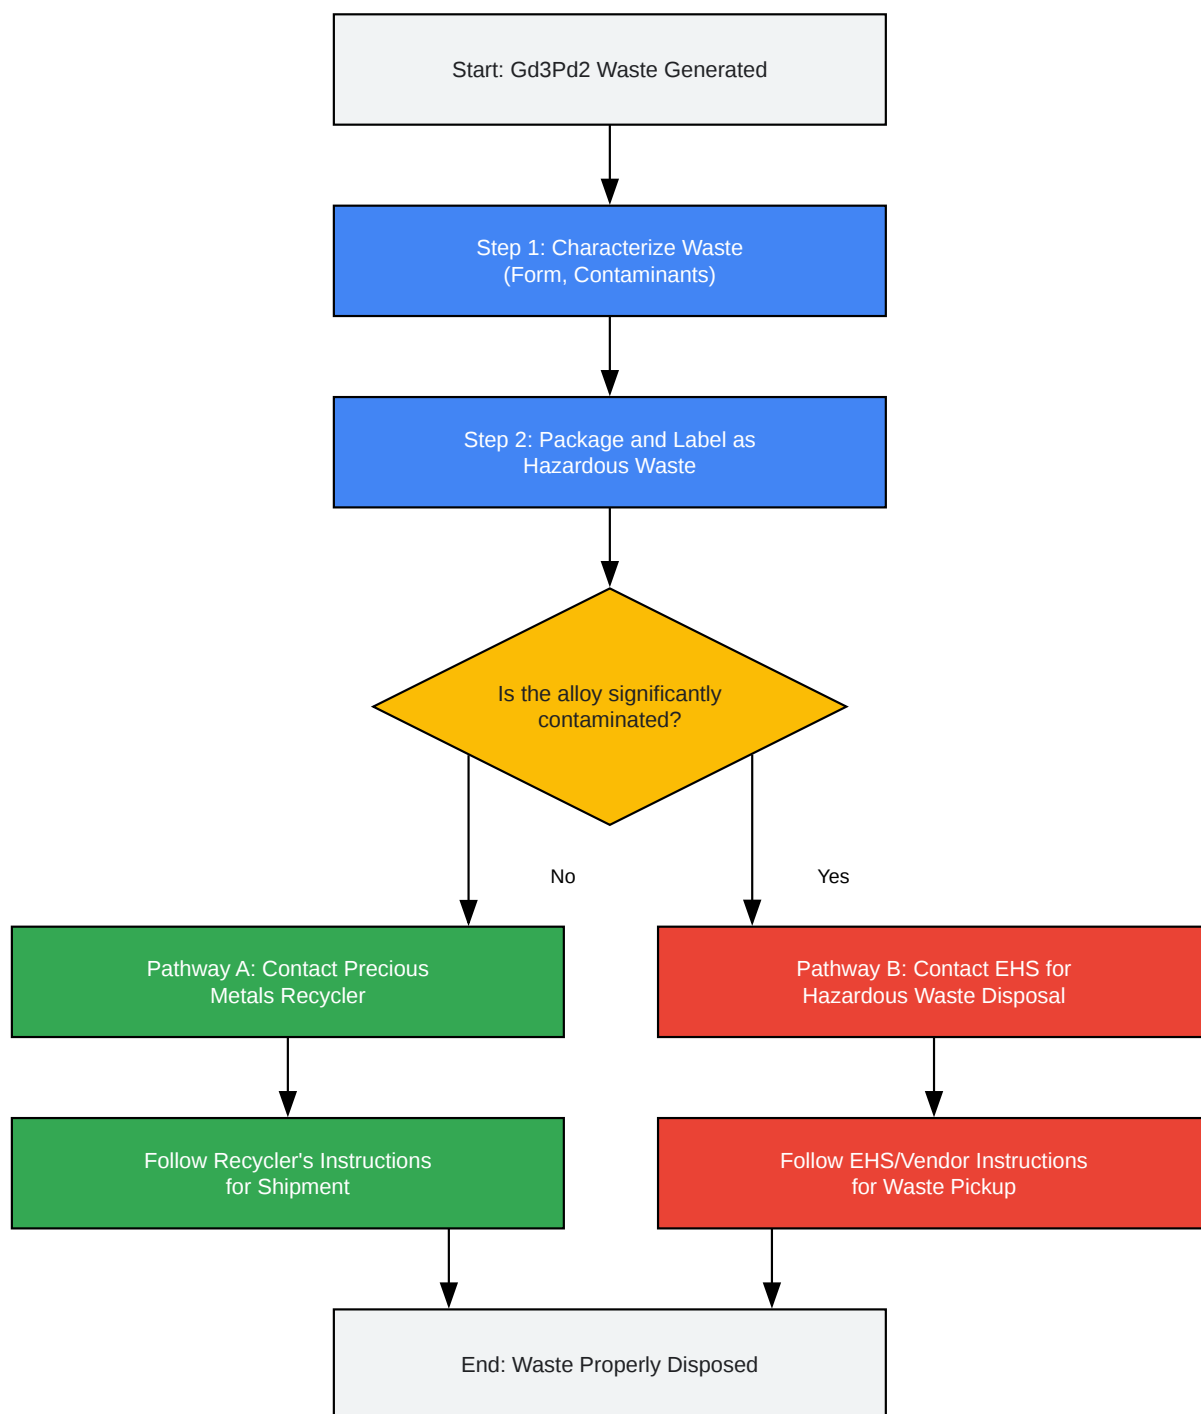 Start: Gd3Pd2 Waste Generated
Step 1: Characterize Waste
(Form, Contaminants)
Step 2: Package and Label as
Hazardous Waste
Is the alloy significantly
contaminated?
No
Yes
Pathway A: Contact Precious
Metals Recycler
Pathway B: Contact EHS for
Hazardous Waste Disposal
Follow Recycler's Instructions
for Shipment
Follow EHS/Vendor Instructions
for Waste Pickup
End: Waste Properly Disposed